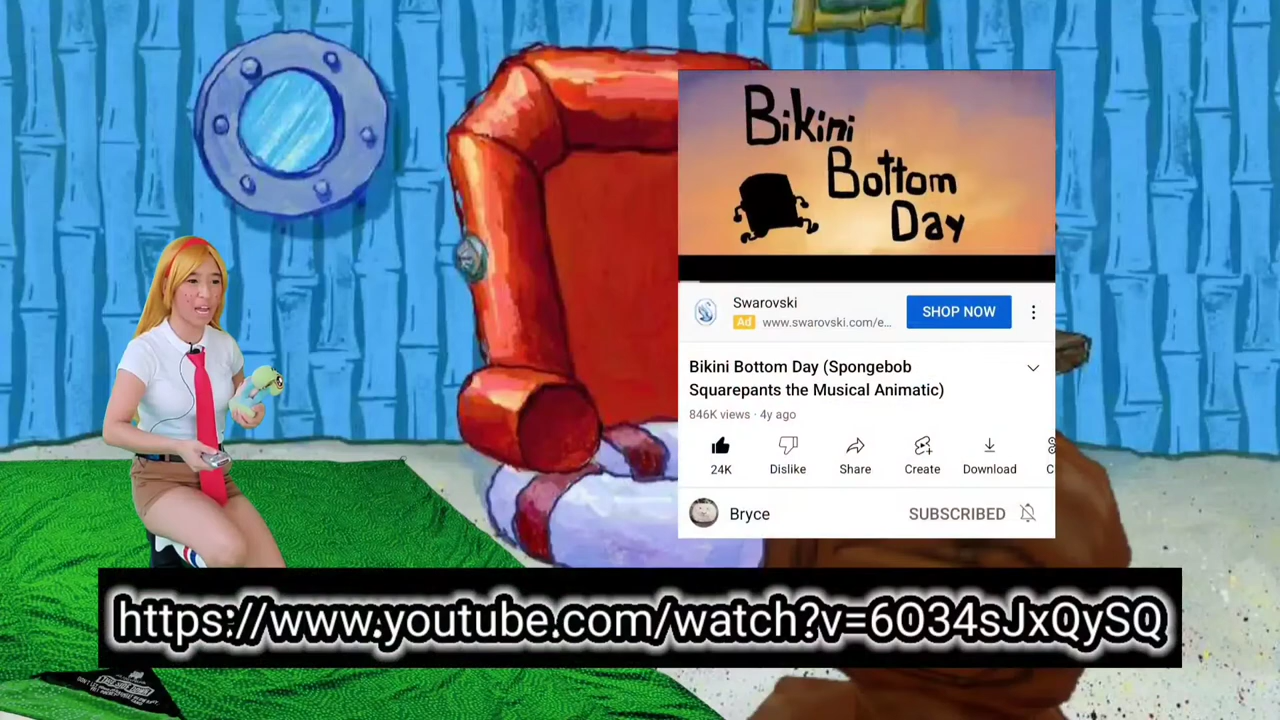 Bikini
Bottom
Day
Swarovski
SHOP NOW
Ad www.swarovski.com/e...
Bikini Bottom Day (Spongebob
Squarepants the Musical Animatic)
846K views · 4y ago
24K Dislike Share Create Download
Bryce SUBSCRIBED
https://www.youtube.com/watch?v=6O34sJxQySQ